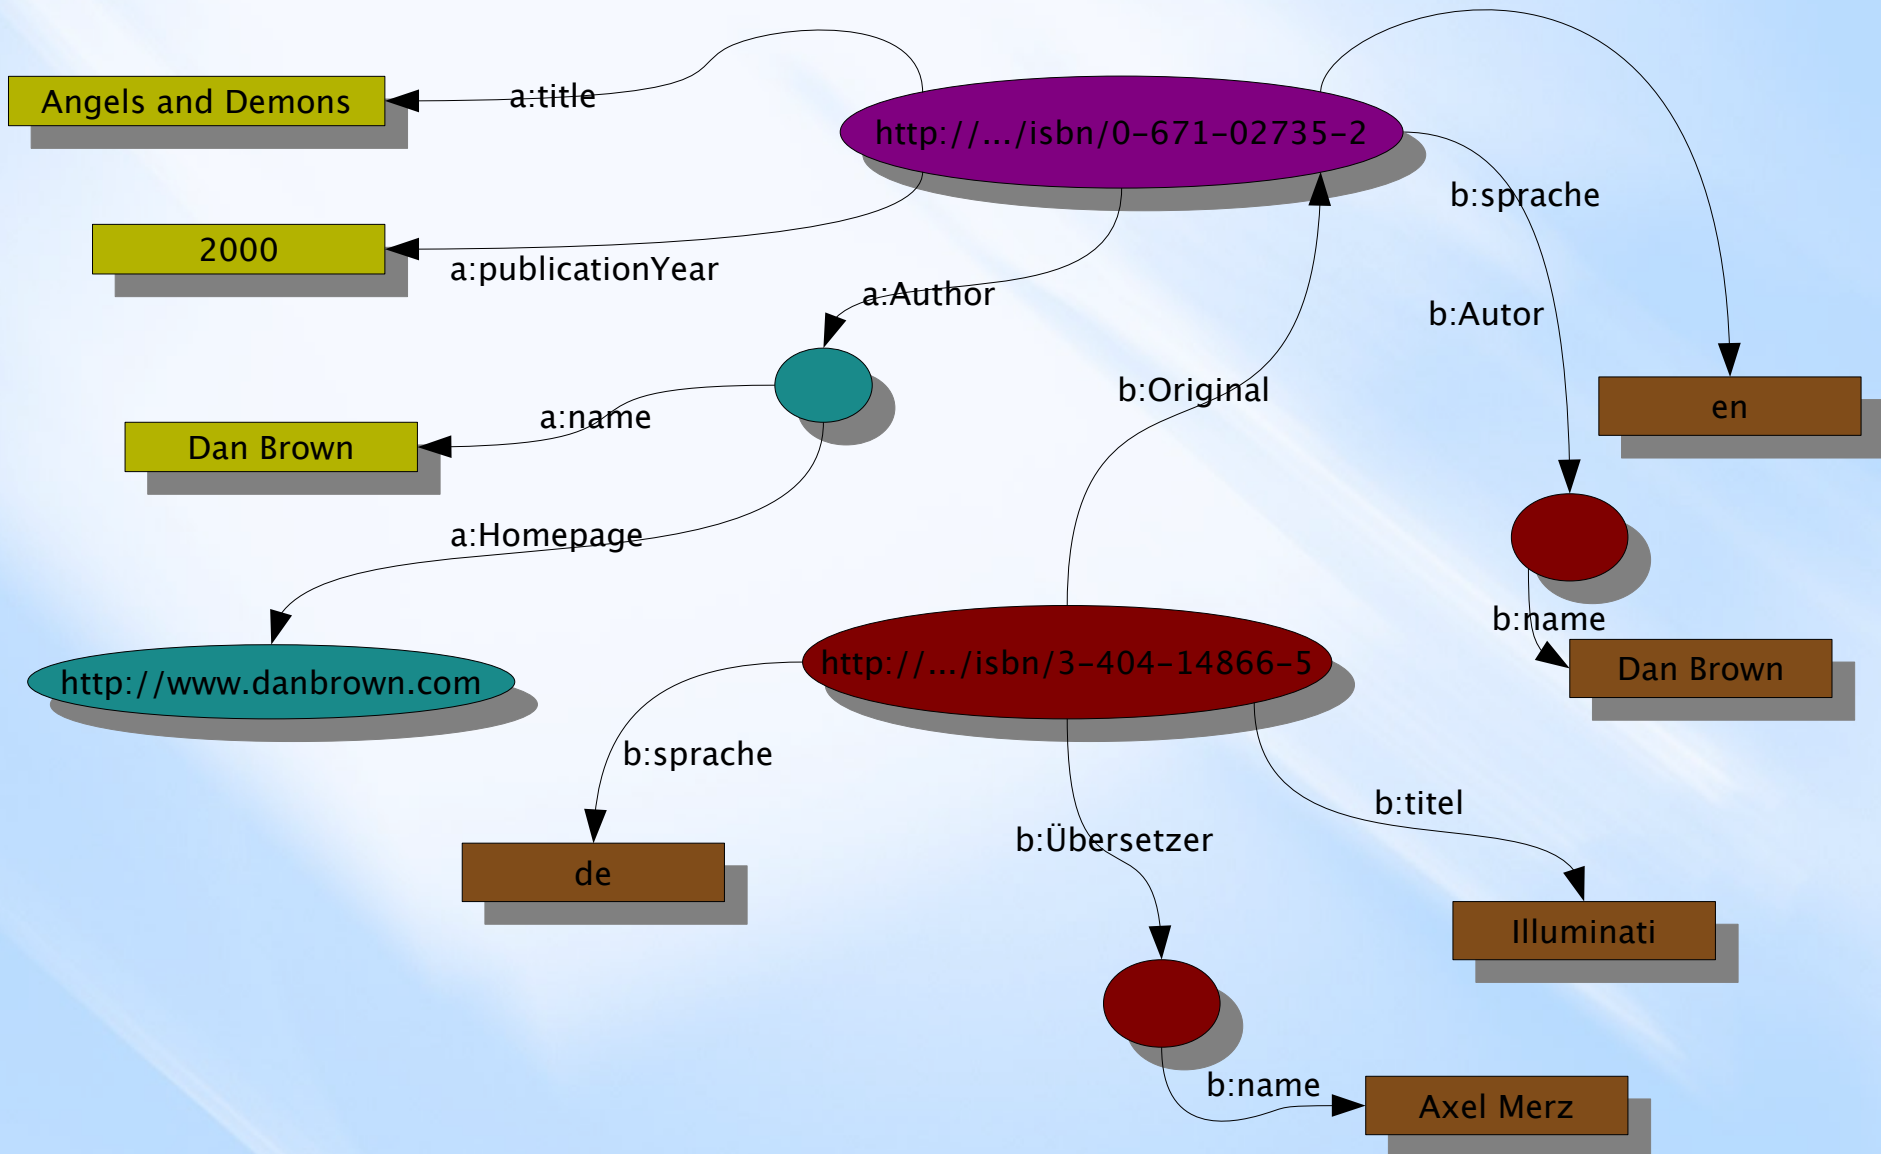 Angels and Demons
a:title
http://.../isbn/0-671-02735-2
b:sprache
2000
a:publicationYear
a:Author
b:Autor
b:Original
en
a:name
Dan Brown
a:Homepage
b:name
http://www.danbrown.com
http://.../isbn/3-404-14866-5
Dan Brown
b:sprache
b:titel
b:Übersetzer
de
Illuminati
b:name
Axel Merz